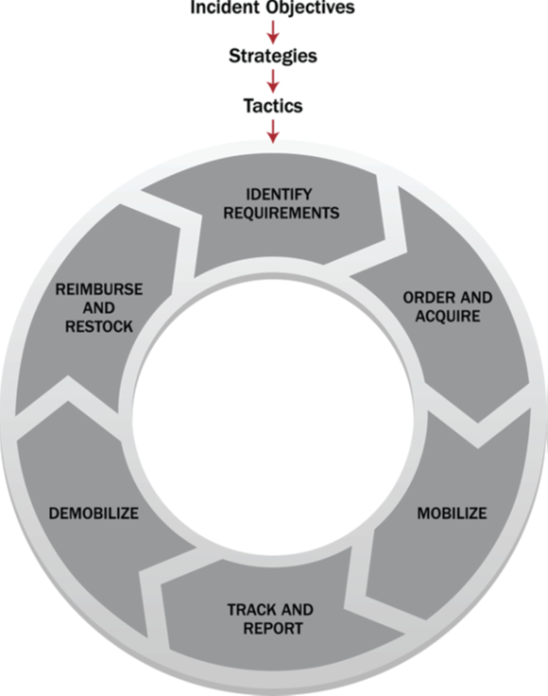 Incident Objectives
Strategies
Tactics
IDENTIFY
REQUIREMENTS
ORDER AND
ACQUIRE
MOBILIZE
TRACK AND
REPORT
DEMOBILIZE
REIMBURSE
AND
RESTOCK